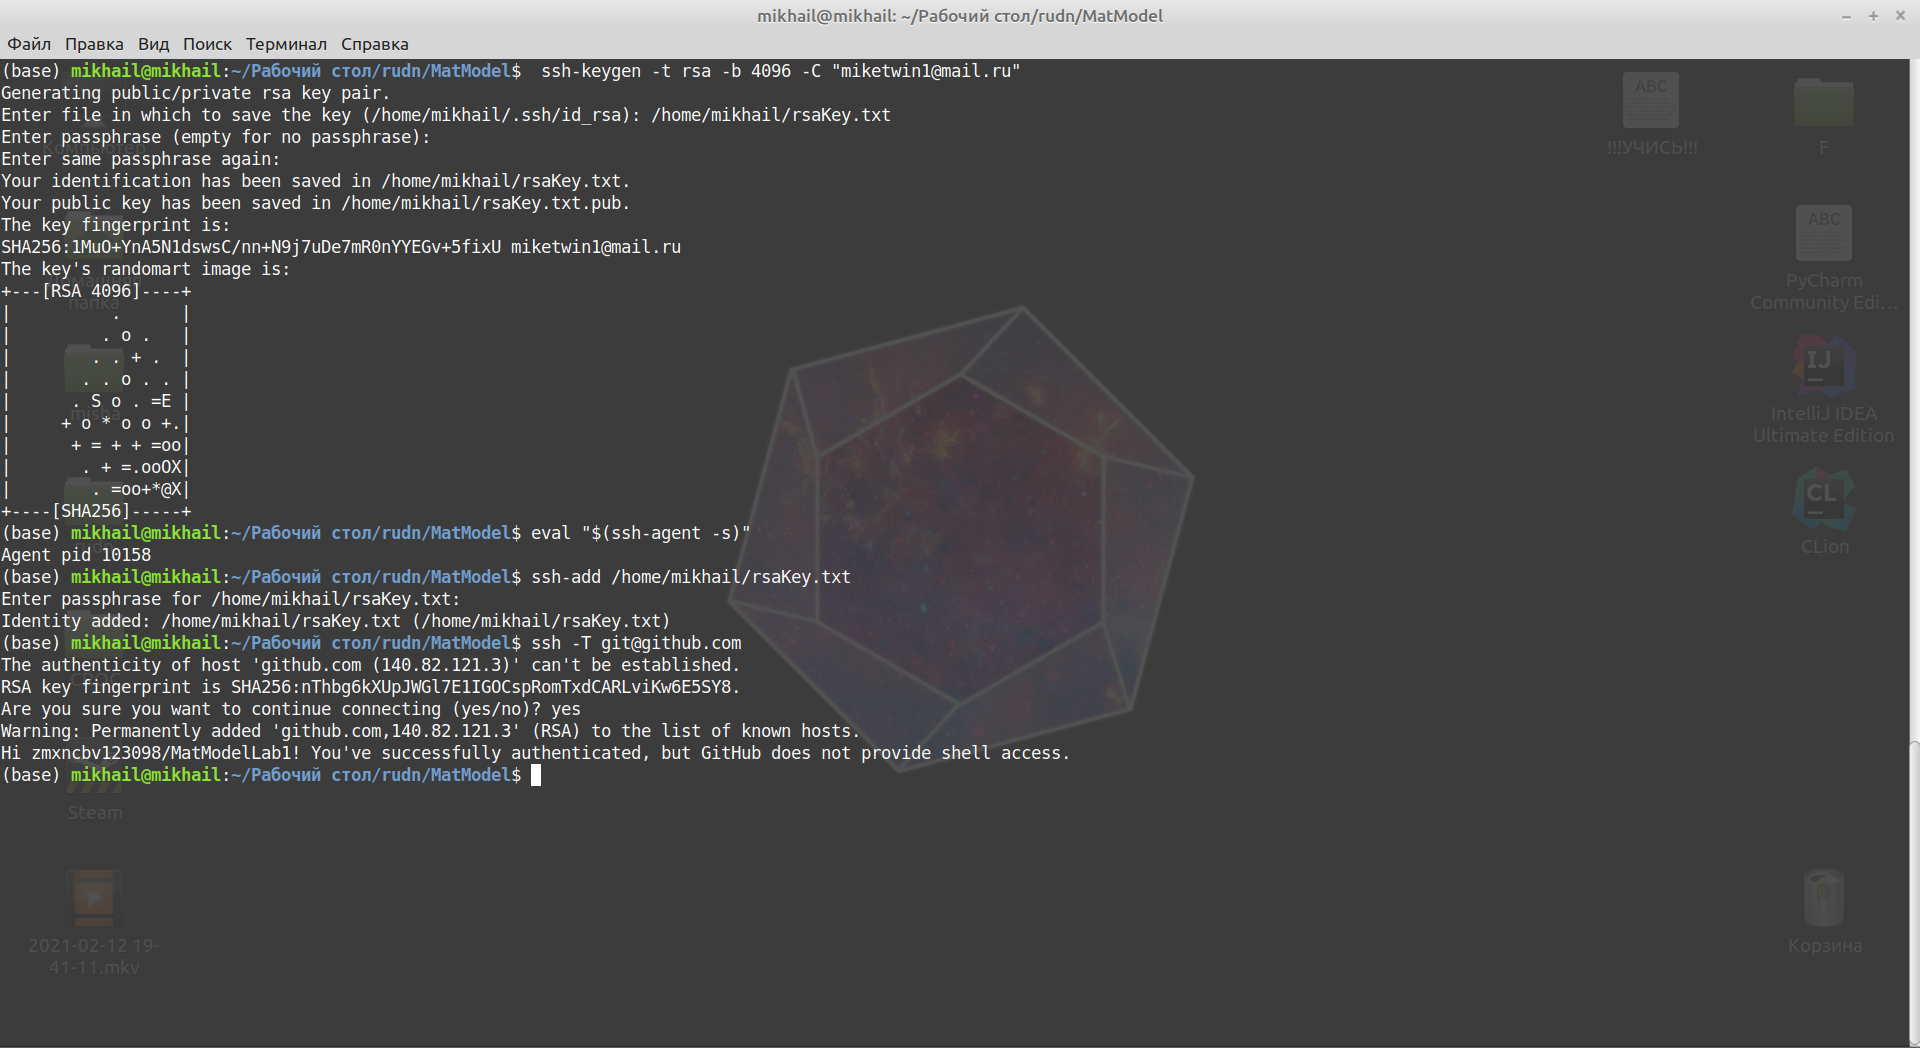 mikhail@mikhail: ~/Рабочий стол/rudn/MatModel
Файл Правка Вид Поиск Терминал Справка
(base) mikhail@mikhail:~/Рабочий стол/rudn/MatModel$  ssh-keygen -t rsa -b 4096 -C "miketwin1@mail.ru"
Generating public/private rsa key pair.
Enter file in which to save the key (/home/mikhail/.ssh/id_rsa): /home/mikhail/rsaKey.txt
Enter passphrase (empty for no passphrase):
Enter same passphrase again:
Your identification has been saved in /home/mikhail/rsaKey.txt.
Your public key has been saved in /home/mikhail/rsaKey.txt.pub.
The key fingerprint is:
SHA256:1MuO+YnA5N1dswsC/nn+N9j7uDe7mR0nYYEGv+5fixU miketwin1@mail.ru
The key's randomart image is:
+---[RSA 4096]----+
|          .      |
|         . o .   |
|        . . + .  |
|       . . o . . |
|      . S o . =E |
|     + o * o o +.|
|      + = + + =oo|
|       . + =.ooOX|
|        . =oo+*@X|
+----[SHA256]-----+
(base) mikhail@mikhail:~/Рабочий стол/rudn/MatModel$ eval "$(ssh-agent -s)"
Agent pid 10158
(base) mikhail@mikhail:~/Рабочий стол/rudn/MatModel$ ssh-add /home/mikhail/rsaKey.txt
Enter passphrase for /home/mikhail/rsaKey.txt:
Identity added: /home/mikhail/rsaKey.txt (/home/mikhail/rsaKey.txt)
(base) mikhail@mikhail:~/Рабочий стол/rudn/MatModel$ ssh -T git@github.com
The authenticity of host 'github.com (140.82.121.3)' can't be established.
RSA key fingerprint is SHA256:nThbg6kXUpJWGl7E1IGOCspRomTxdCARLviKw6E5SY8.
Are you sure you want to continue connecting (yes/no)? yes
Warning: Permanently added 'github.com,140.82.121.3' (RSA) to the list of known hosts.
Hi zmxncbv123098/MatModelLab1! You've successfully authenticated, but GitHub does not provide shell access.
(base) mikhail@mikhail:~/Рабочий стол/rudn/MatModel$
Компьютер
папка
misha
Steam
2021-02-12 19-
41-11.mkv
ABC
!!!УЧИСЬ!!!
F
ABC
PyCharm
Community Edi...
IJ
IntelliJ IDEA
Ultimate Edition
CL
CLion
Корзина